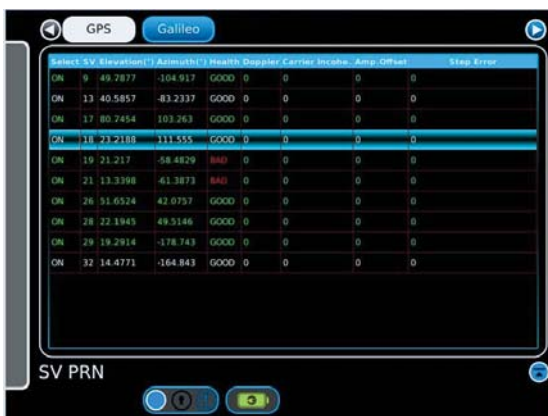 GPS Galileo
Select SV Elevation(°) Azimuth(°) Health Doppler Carrier Incohe.. Amp.Offset Step Error
ON 9 49.7877 -104.917 GOOD 0 0 0 0
ON 13 40.5857 -83.2337 GOOD 0 0 0 0
ON 17 80.7454 103.263 GOOD 0 0 0 0
ON 18 23.2188 111.555 GOOD 0 0 0 0
ON 19 21.217 -58.4829 BAD 0 0 0 0
ON 21 13.3398 -61.3873 BAD 0 0 0 0
ON 26 51.6524 42.0757 GOOD 0 0 0 0
ON 28 22.1945 49.5146 GOOD 0 0 0 0
ON 29 19.2914 -178.743 GOOD 0 0 0 0
ON 32 14.4771 -164.843 GOOD 0 0 0 0
SV PRN